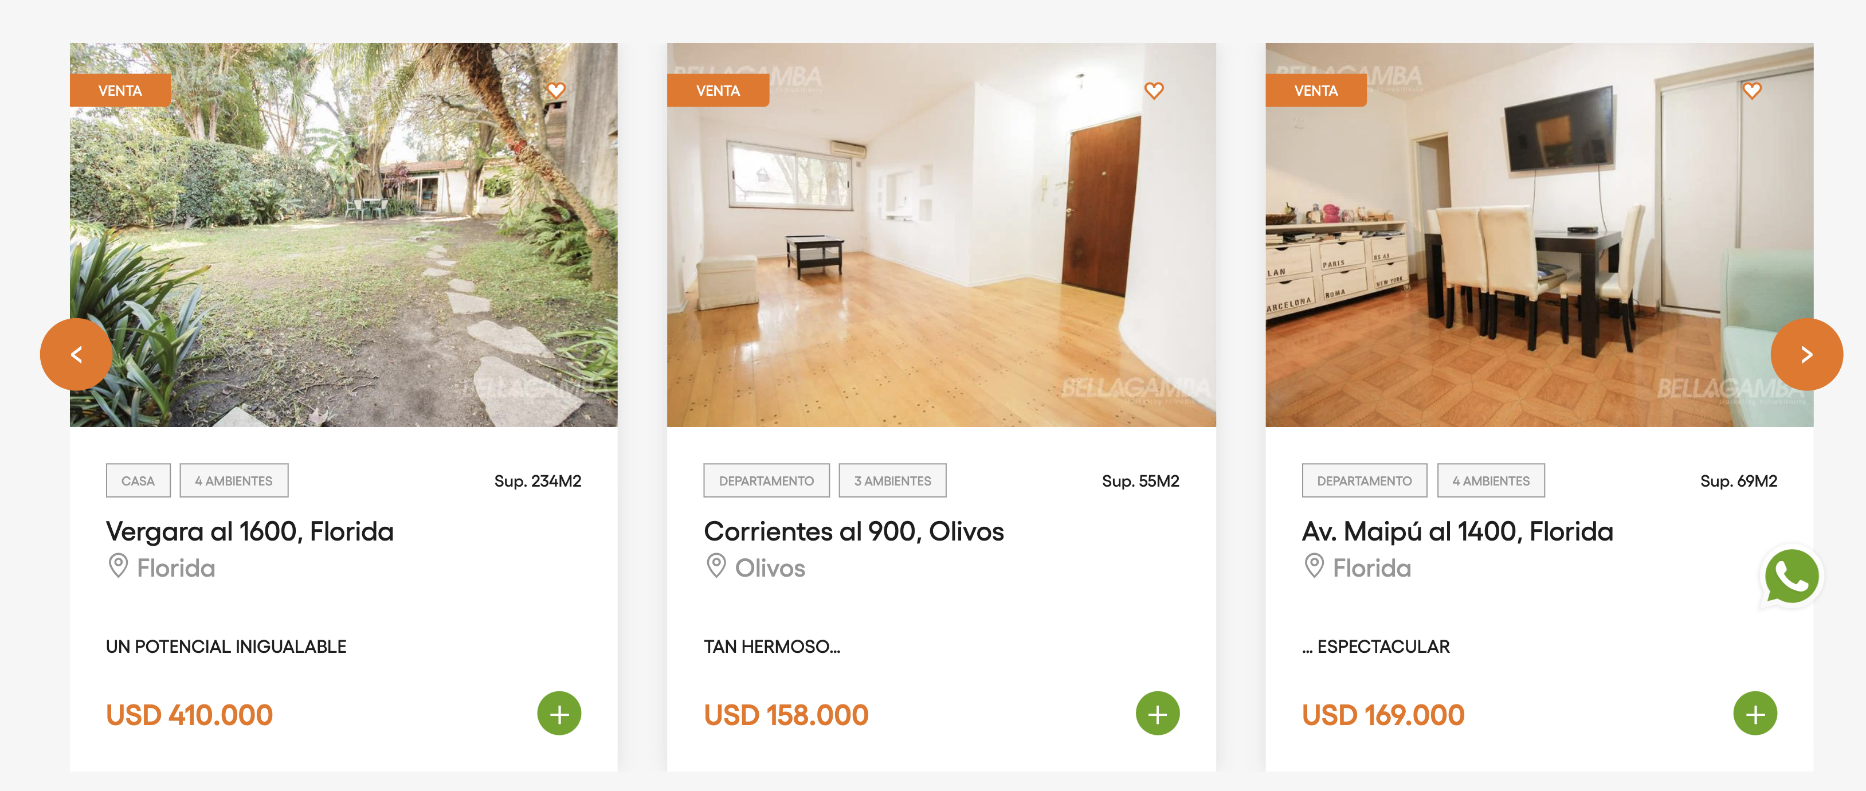 BELLAGAMBA
VENTA
BELLAGAMBA
CASA
4 AMBIENTES
Sup. 234M2
Vergara al 1600, Florida
Florida
UN POTENCIAL INIGUALABLE
USD 410.000
BELLAGAMBA
VENTA
BELLAGAMBA
DEPARTAMENTO
3 AMBIENTES
Sup. 55M2
Corrientes al 900, Olivos
Olivos
TAN HERMOSO...
USD 158.000
BELLAGAMBA
VENTA
LAN
PARIS
BARCELONA
ROMA
NEW YORK
BELLAGAMBA
DEPARTAMENTO
4 AMBIENTES
Sup. 69M2
Av. Maipú al 1400, Florida
Florida
... ESPECTACULAR
USD 169.000